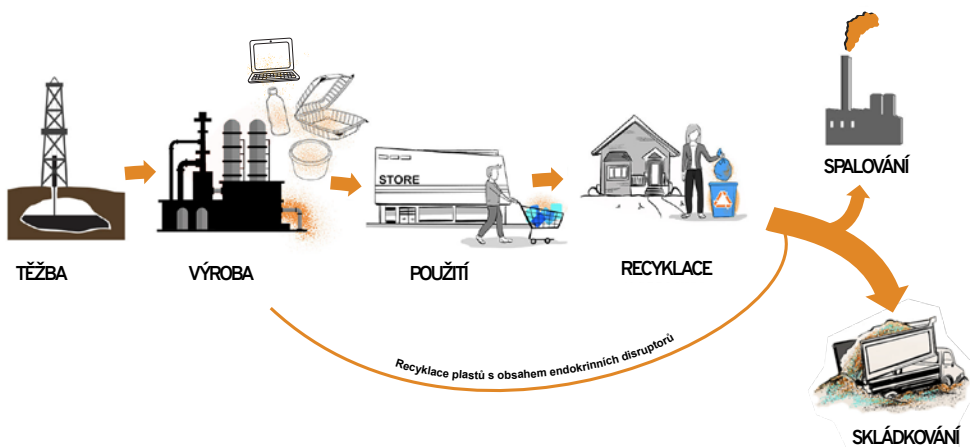 STORE
SPALOVÁNÍ
TĚŽBA
VÝROBA
POUŽITÍ
RECYKLACE
Recyklace plastů s obsahem endokrinních disruptorů
SKLÁDKOVÁNÍ